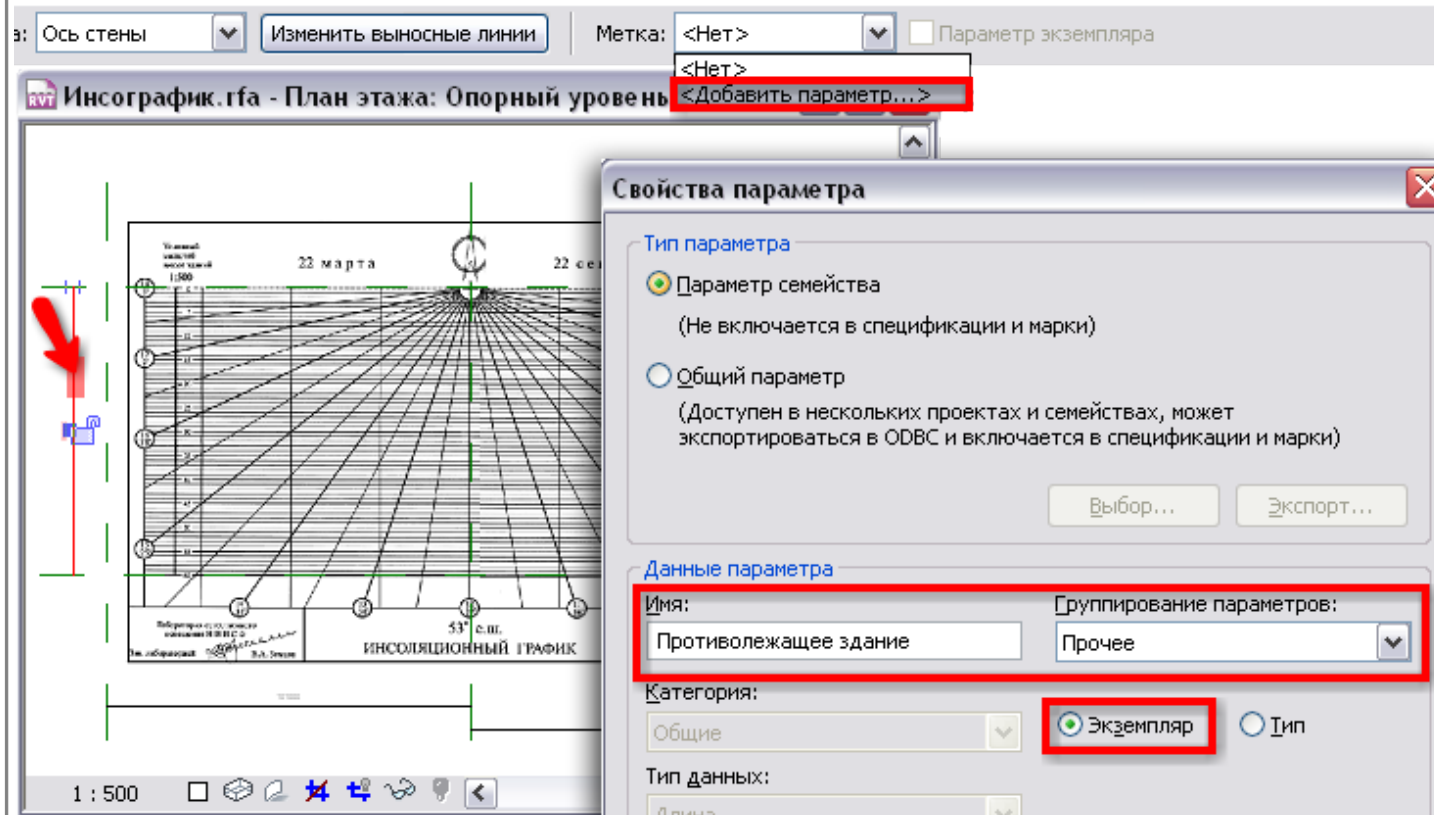 а: Ось стены Изменить выносные линии Метка: <Нет> Параметр экземпляра
<Нет>
<Добавить параметр...>
Инсографик.rfa - План этажа: Опорный уровень
1:500
22 марта
22 се
53° с.ш.
ИНСОЛЯЦИОННЫЙ ГРАФИК
1 : 500
Свойства параметра
Тип параметра
Параметр семейства
(Не включается в спецификации и марки)
Общий параметр
(Доступен в нескольких проектах и семействах, может
экспортироваться в ODBC и включается в спецификации и марки)
Выбор... Экспорт...
Данные параметра
Имя: Группирование параметров:
Противолежащее здание Прочее
Категория:
Общие Экземпляр Тип
Тип данных:
Длина